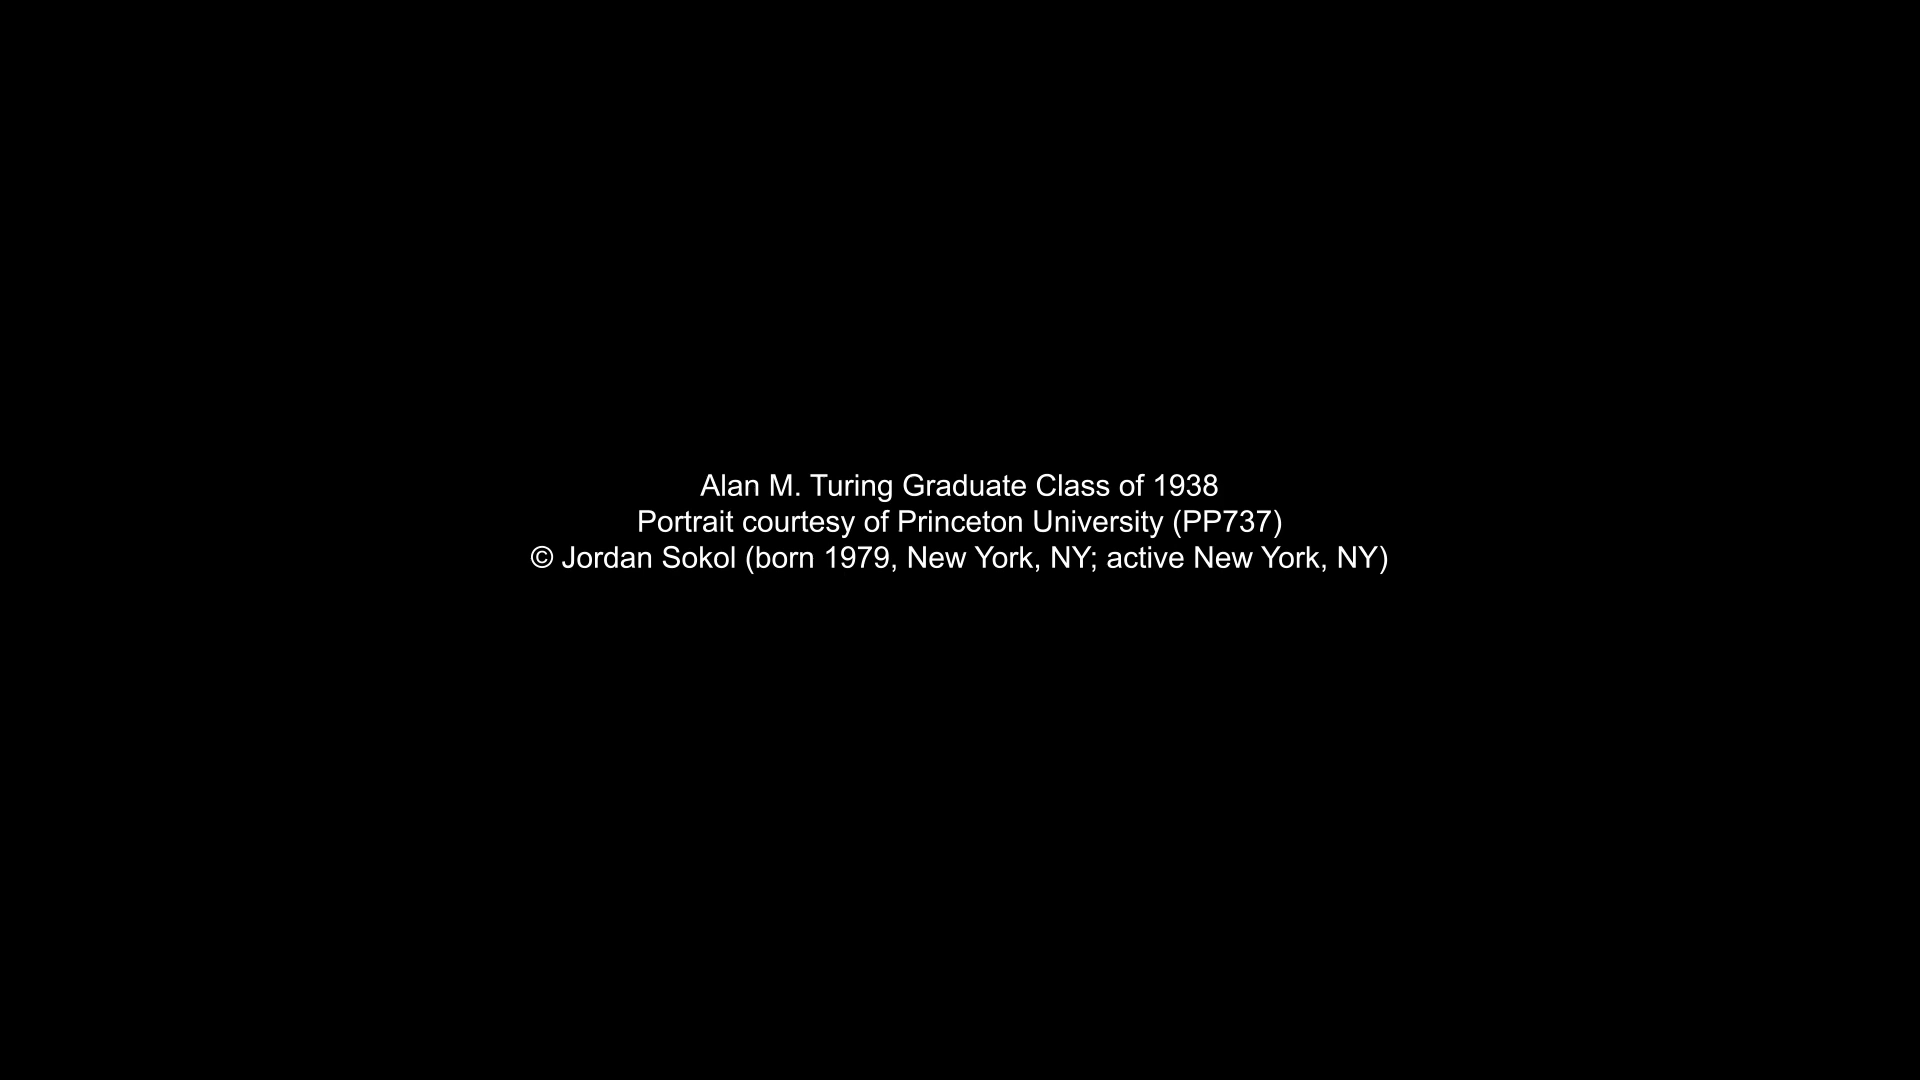 Alan M. Turing Graduate Class of 1938
Portrait courtesy of Princeton University (PP737)
© Jordan Sokol (born 1979, New York, NY; active New York, NY)